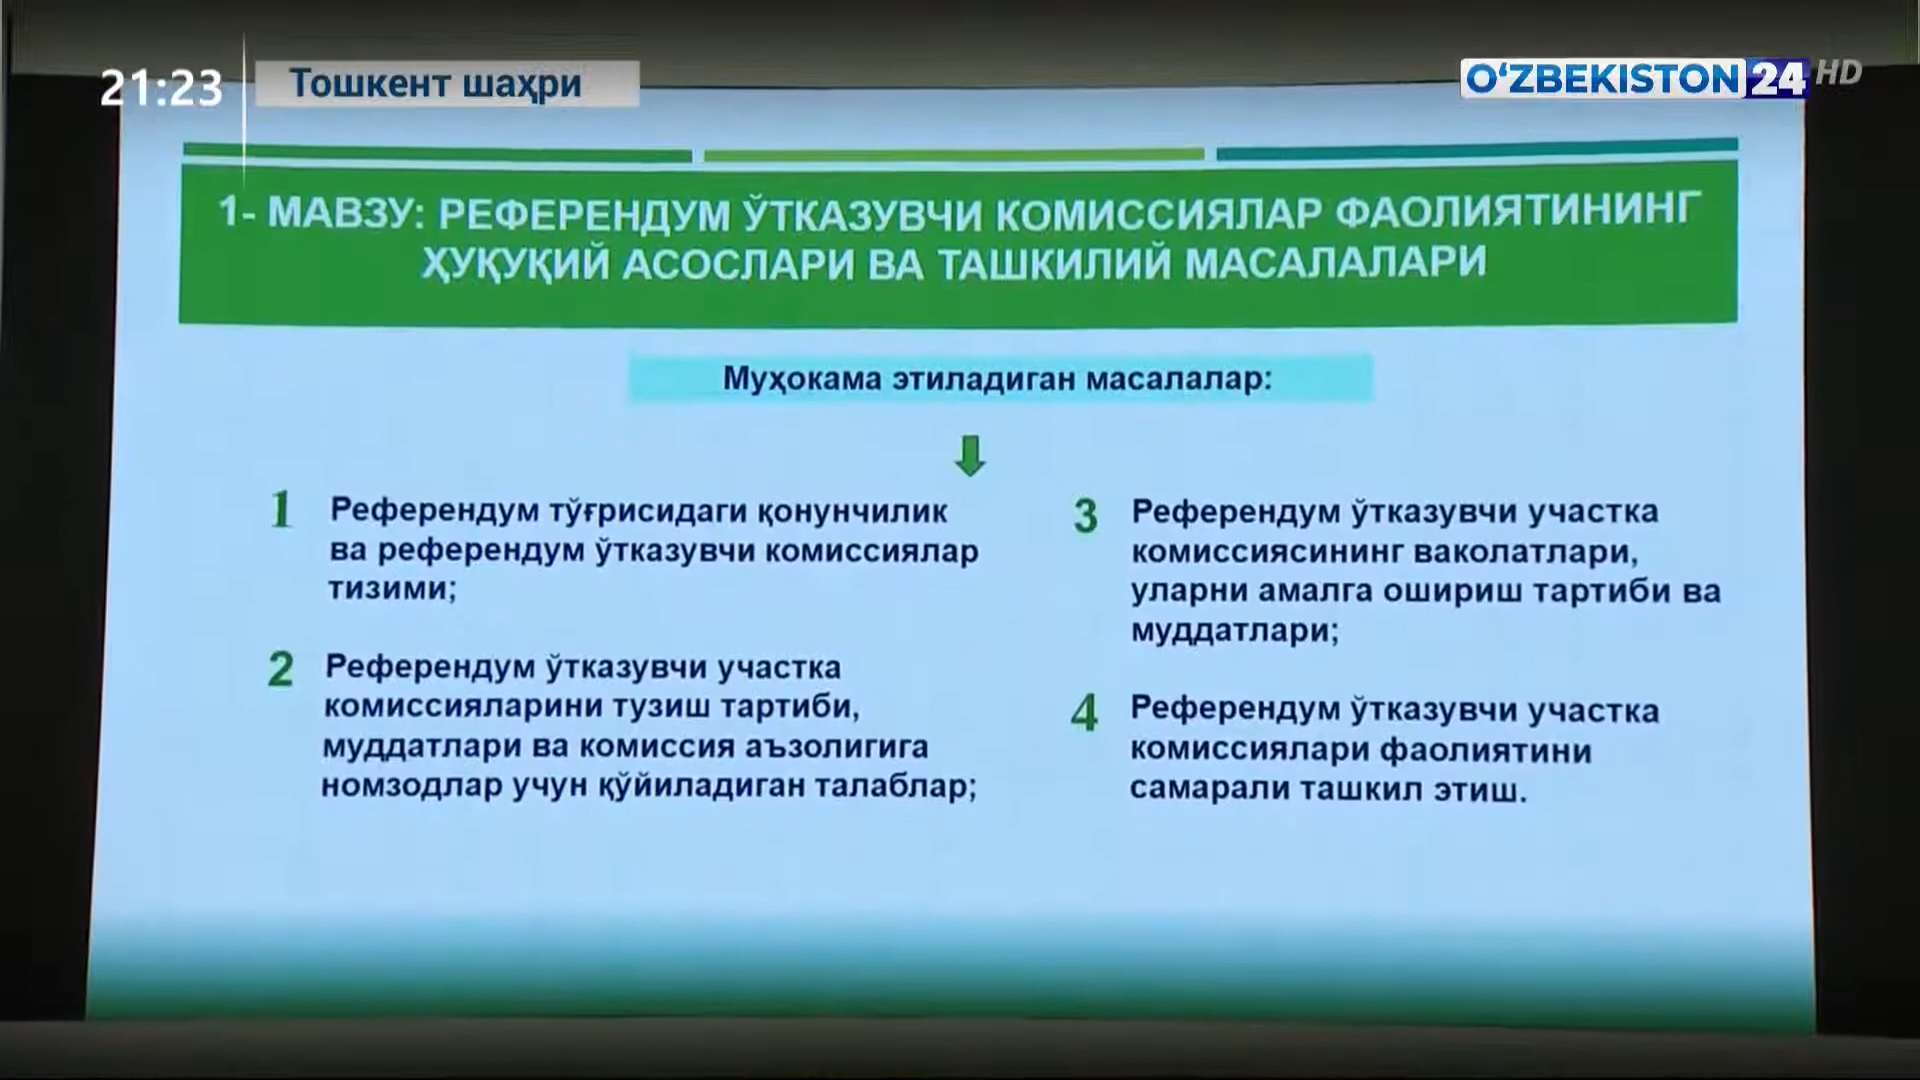 21:23
Тошкент шаҳри
O‘ZBEKISTON 24 HD
1- МАВЗУ: РЕФЕРЕНДУМ ЎТКАЗУВЧИ КОМИССИЯЛАР ФАОЛИЯТИНИНГ
ҲУҚУҚИЙ АСОСЛАРИ ВА ТАШКИЛИЙ МАСАЛАЛАРИ
Муҳокама этиладиган масалалар:
1 Референдум тўғрисидаги қонунчилик
ва референдум ўтказувчи комиссиялар
тизими;
2 Референдум ўтказувчи участка
комиссияларини тузиш тартиби,
муддатлари ва комиссия аъзолигига
номзодлар учун қўйиладиган талаблар;
3 Референдум ўтказувчи участка
комиссиясининг ваколатлари,
уларни амалга ошириш тартиби ва
муддатлари;
4 Референдум ўтказувчи участка
комиссиялари фаолиятини
самарали ташкил этиш.